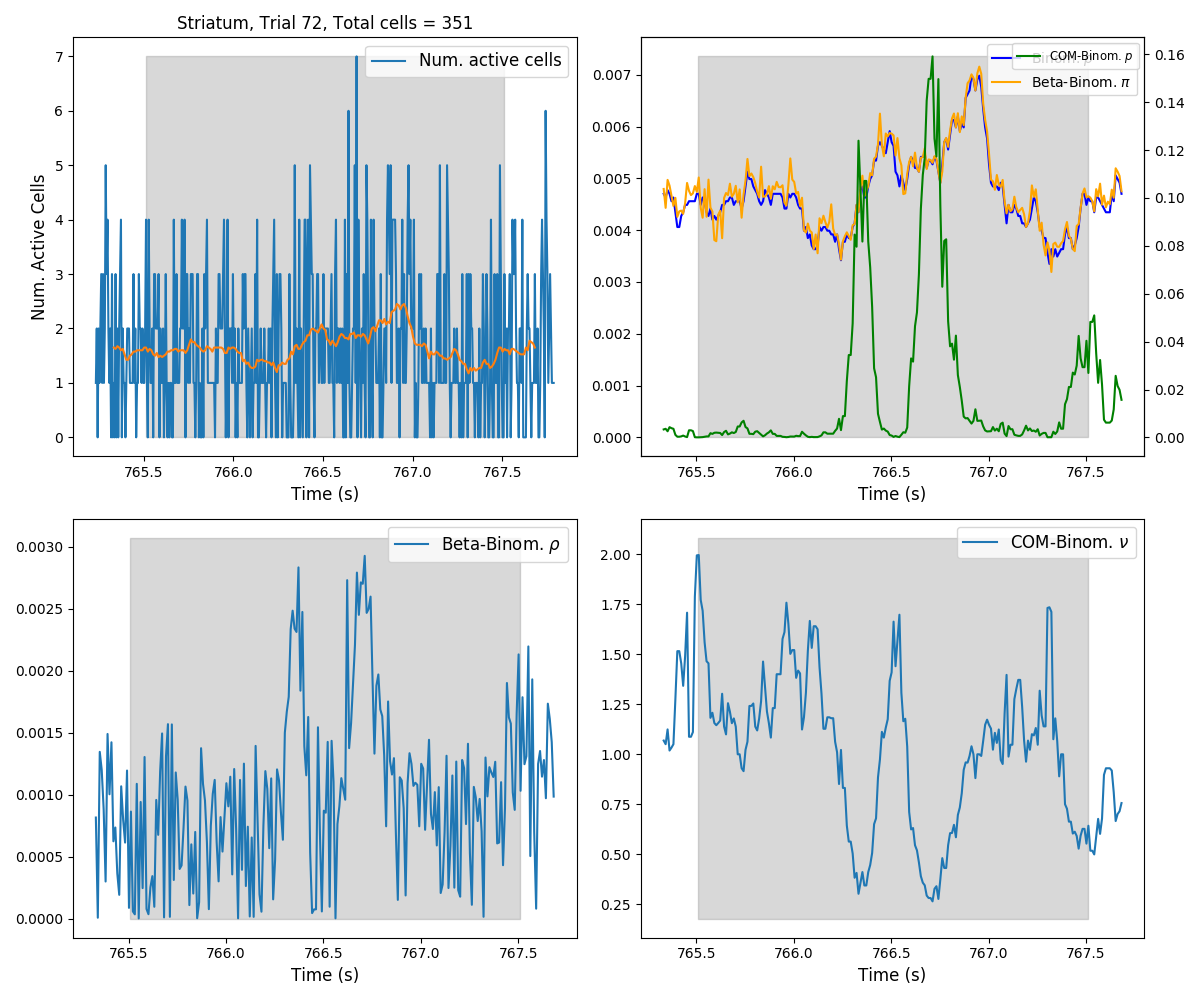 Striatum, Trial 72, Total cells = 351
Num. Active Cells
7
6
5
4
3
2
1
0
Num. active cells
765.5 766.0 766.5 767.0 767.5
Time (s)
0.007
0.006
0.005
0.004
0.003
0.002
0.001
0.000
COM-Binom. p
Beta-Binom. π
0.16
0.14
0.12
0.10
0.08
0.06
0.04
0.02
0.00
765.5 766.0 766.5 767.0 767.5
Time (s)
0.0030
0.0025
0.0020
0.0015
0.0010
0.0005
0.0000
Beta-Binom. ρ
765.5 766.0 766.5 767.0 767.5
Time (s)
2.00
1.75
1.50
1.25
1.00
0.75
0.50
0.25
COM-Binom. ν
765.5 766.0 766.5 767.0 767.5
Time (s)